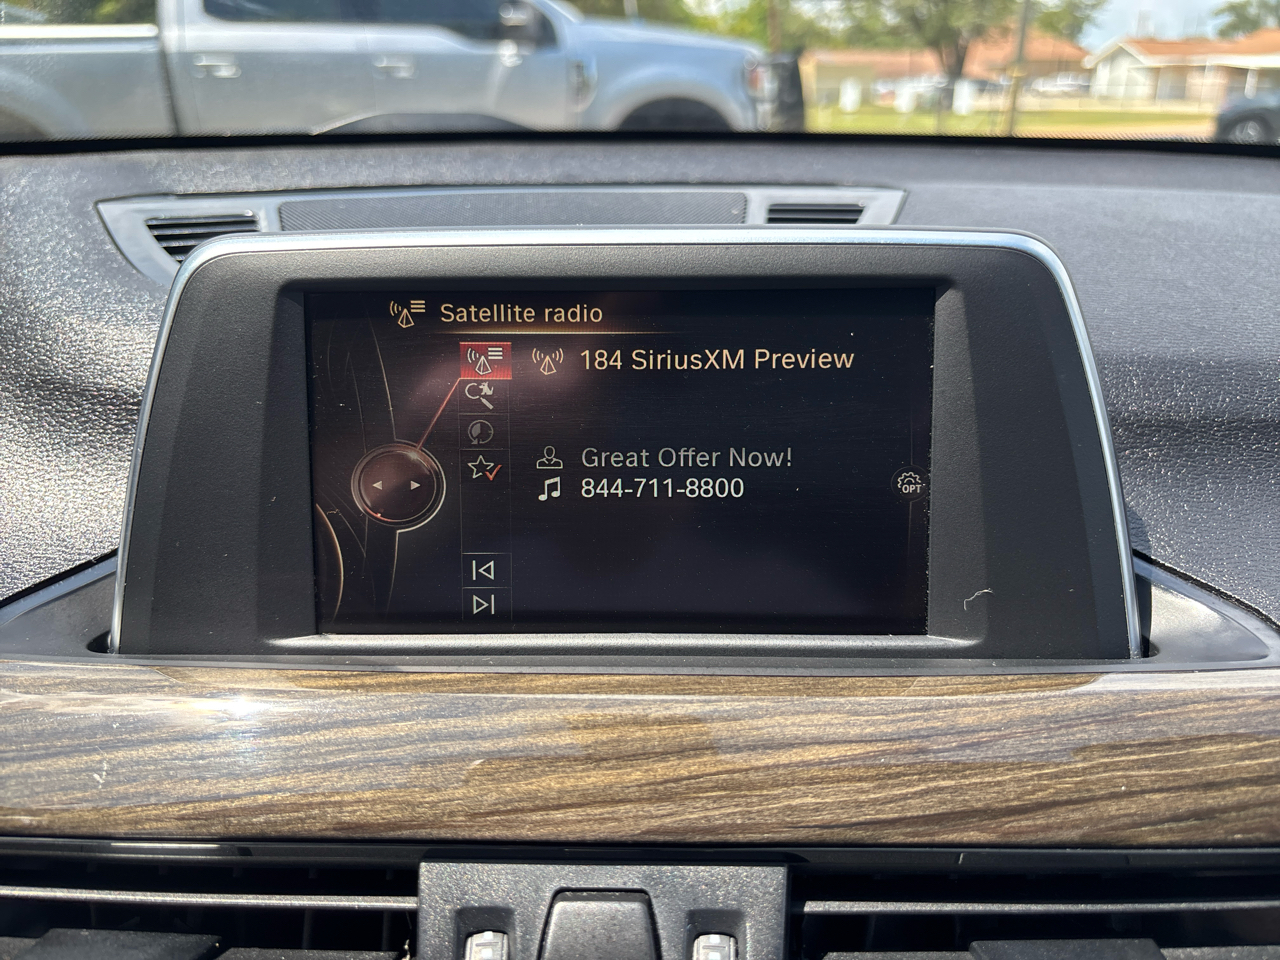 Satellite radio
184 SiriusXM Preview
Great Offer Now!
844-711-8800
OPT